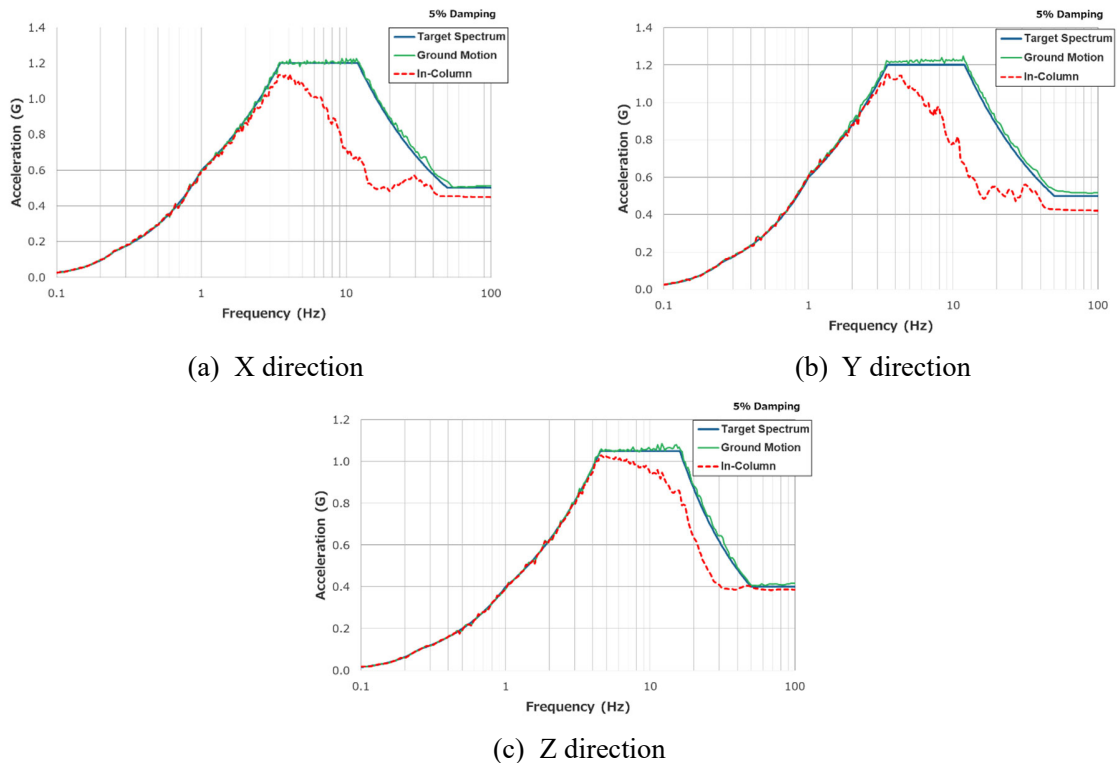 5% Damping
1.4
1.2
1.0
0.8
0.6
0.4
0.2
0.0
Acceleration (G)
Target Spectrum
Ground Motion
In-Column
0.1 1 10 100
Frequency (Hz)
(a) X direction
5% Damping
1.4
1.2
1.0
0.8
0.6
0.4
0.2
0.0
Acceleration (G)
Target Spectrum
Ground Motion
In-Column
0.1 1 10 100
Frequency (Hz)
(b) Y direction
5% Damping
1.2
1.0
0.8
0.6
0.4
0.2
0.0
Acceleration (G)
Target Spectrum
Ground Motion
In-Column
0.1 1 10 100
Frequency (Hz)
(c) Z direction